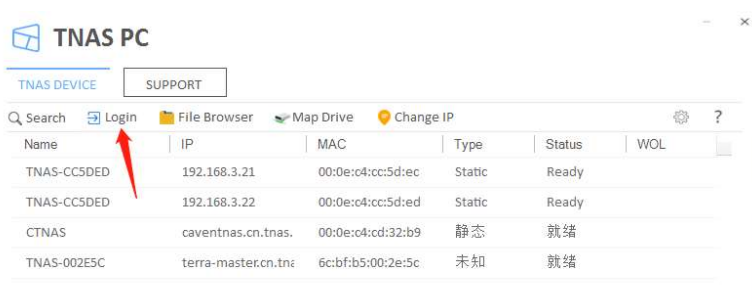 TNAS PC
TNAS DEVICE SUPPORT
Search Login File Browser Map Drive Change IP ?
Name IP MAC Type Status WOL
TNAS-CC5DED 192.168.3.21 00:0e:c4:cc:5d:ec Static Ready
TNAS-CC5DED 192.168.3.22 00:0e:c4:cc:5d:ed Static Ready
CTNAS caventnas.cn.tnas. 00:0e:c4:cd:32:b9 静态 就绪
TNAS-002E5C terra-master.cn.tna 6c:bf:b5:00:2e:5c 未知 就绪